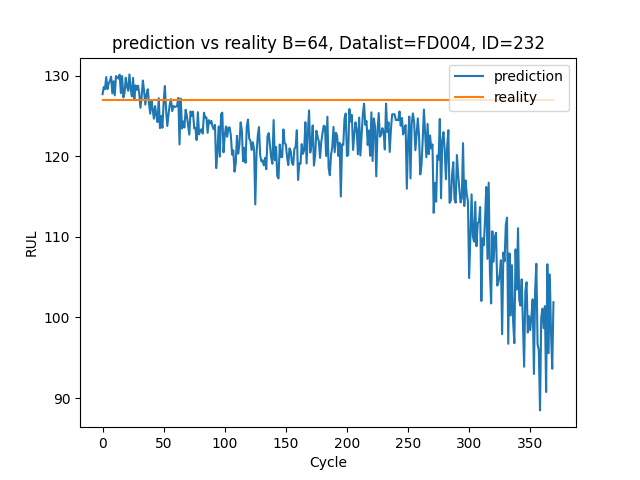 prediction vs reality B=64, Datalist=FD004, ID=232
prediction
reality
RUL
130
120
110
100
90
0 50 100 150 200 250 300 350
Cycle